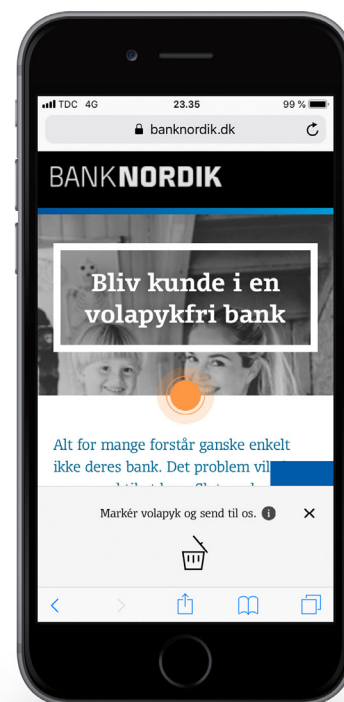 TDC 4G 23.35 99 %
banknordik.dk
BANKNORDIK
Bliv kunde i en
volapykfri bank
Alt for mange forstår ganske enkelt
ikke deres bank. Det problem vil
Markér volapyk og send til os.